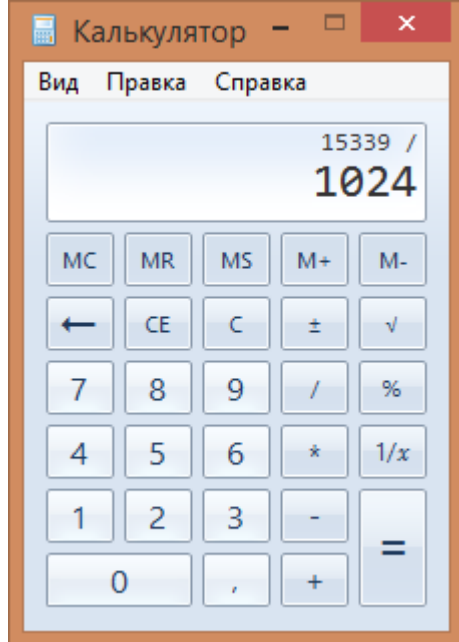 Калькулятор
Вид Правка Справка
15339 /
1024
MC MR MS M+ M-
← CE C ± √
7 8 9 / %
4 5 6 * 1/x
1 2 3 - =
0 , +